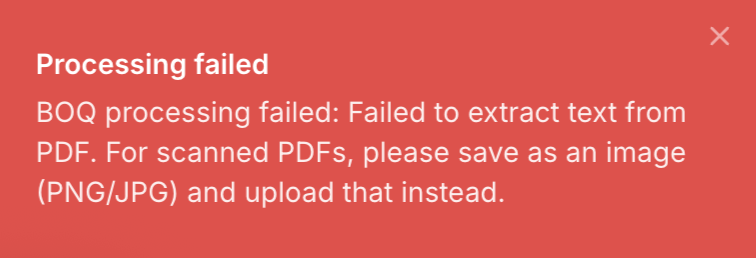 Processing failed
BOQ processing failed: Failed to extract text from
PDF. For scanned PDFs, please save as an image
(PNG/JPG) and upload that instead.